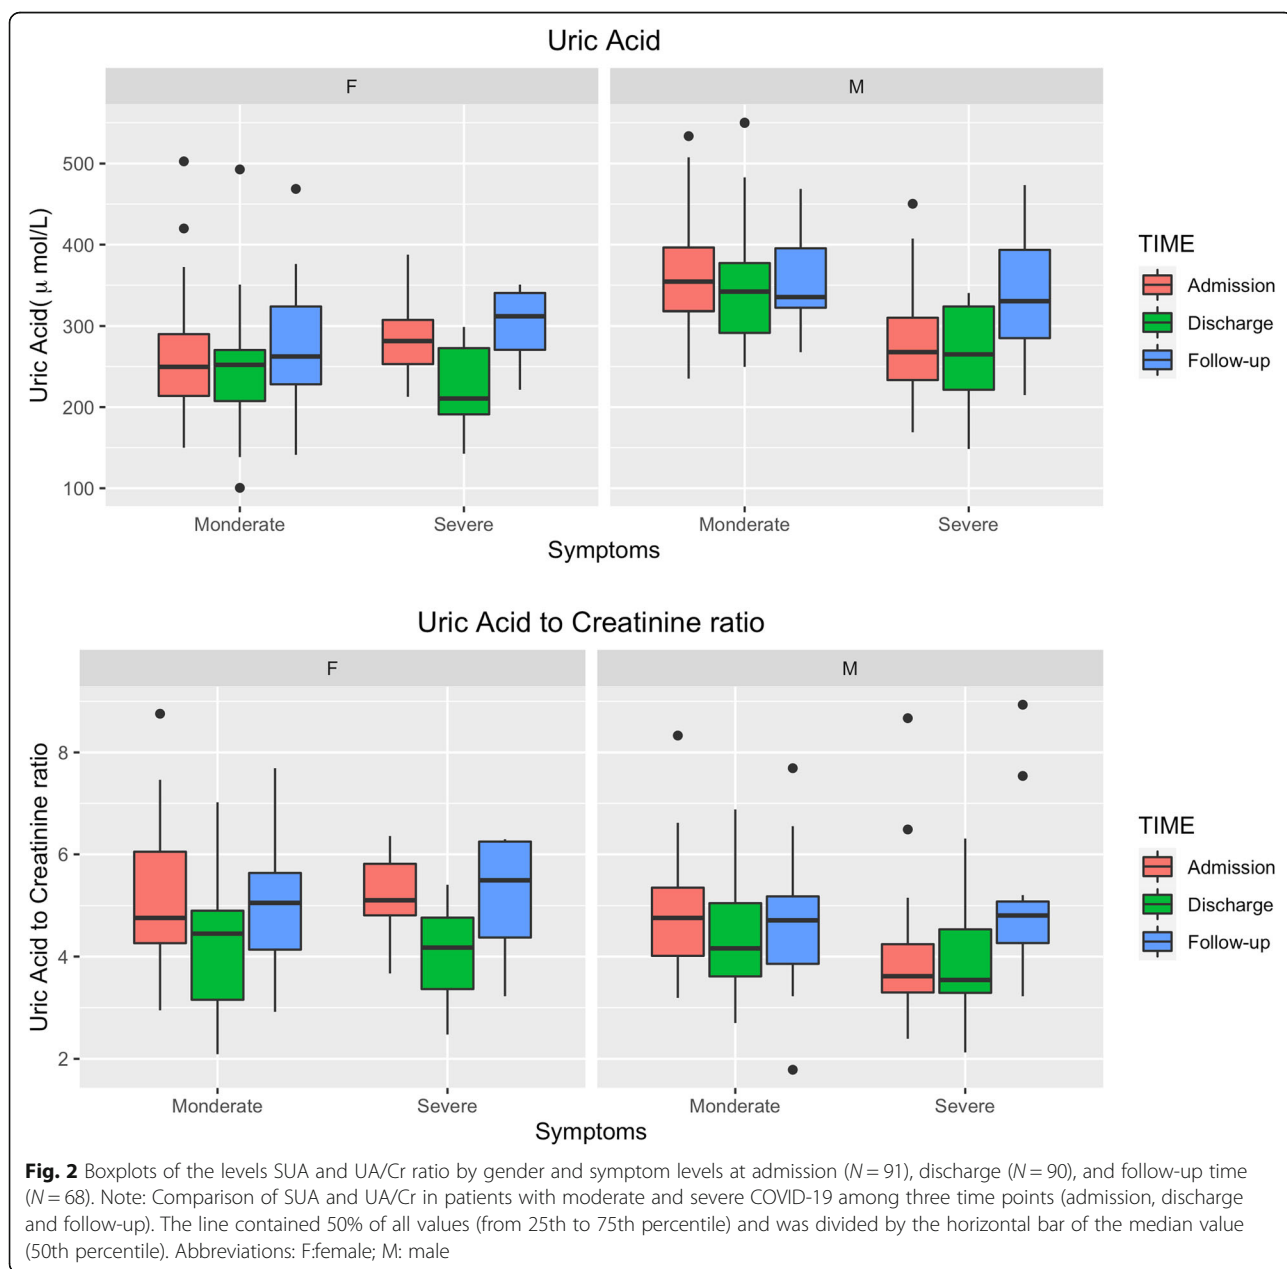 Uric Acid
F
M
500
400
300
200
100
Uric Acid( μ mol/L)
Monderate
Severe
Monderate
Severe
Symptoms
TIME
Admission
Discharge
Follow-up
Uric Acid to Creatinine ratio
F
M
8
6
4
2
Uric Acid to Creatinine ratio
Monderate
Severe
Monderate
Severe
Symptoms
TIME
Admission
Discharge
Follow-up
Fig. 2 Boxplots of the levels SUA and UA/Cr ratio by gender and symptom levels at admission (N = 91), discharge (N = 90), and follow-up time
(N = 68). Note: Comparison of SUA and UA/Cr in patients with moderate and severe COVID-19 among three time points (admission, discharge
and follow-up). The line contained 50% of all values (from 25th to 75th percentile) and was divided by the horizontal bar of the median value
(50th percentile). Abbreviations: F:female; M: male